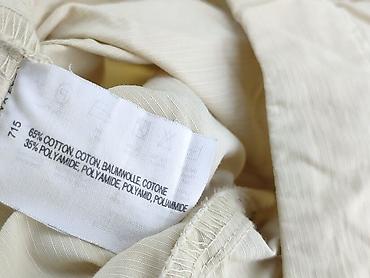 715
65% COTTON, COTON, BAUMWOLLE, COTONE
35% POLYAMIDE, POLYAMIDE, POLYAMID, POLIAMMIDE